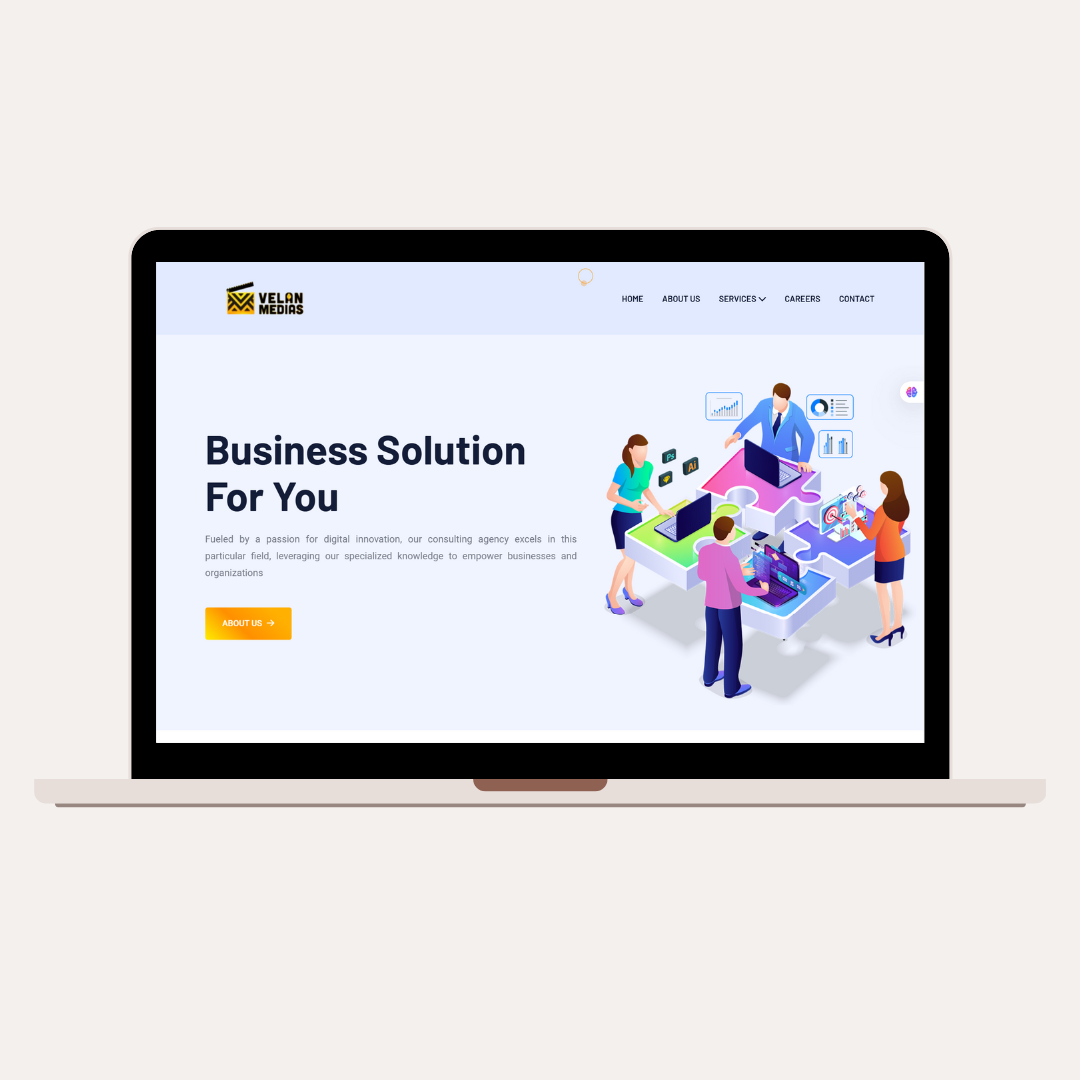 VELAN
MEDIAS
HOME ABOUT US SERVICES CAREERS CONTACT
Business Solution
For You
Fueled by a passion for digital innovation, our consulting agency excels in this
particular field, leveraging our specialized knowledge to empower businesses and
organizations
ABOUT US
Ps
Ai